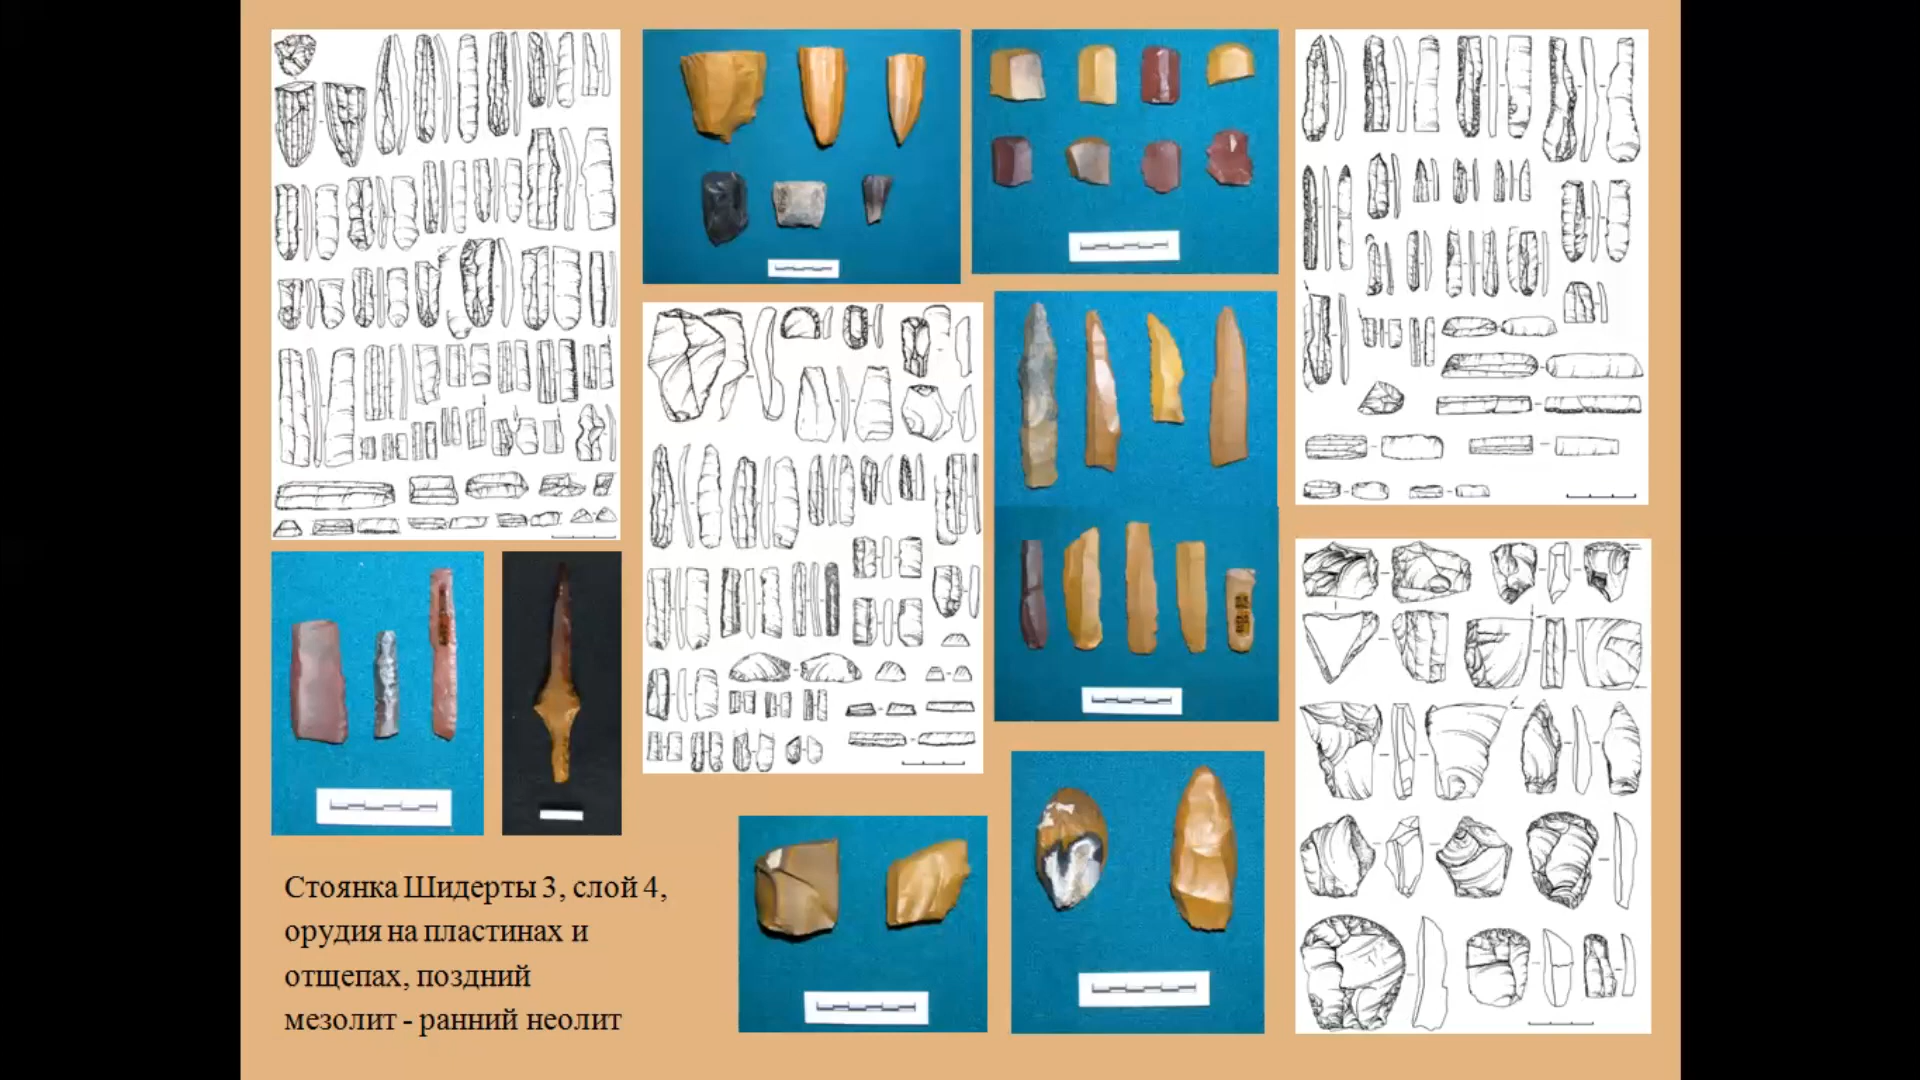 Стоянка Шидерты 3, слой 4,
орудия на пластинах и
отщепах, поздний
мезолит - ранний неолит